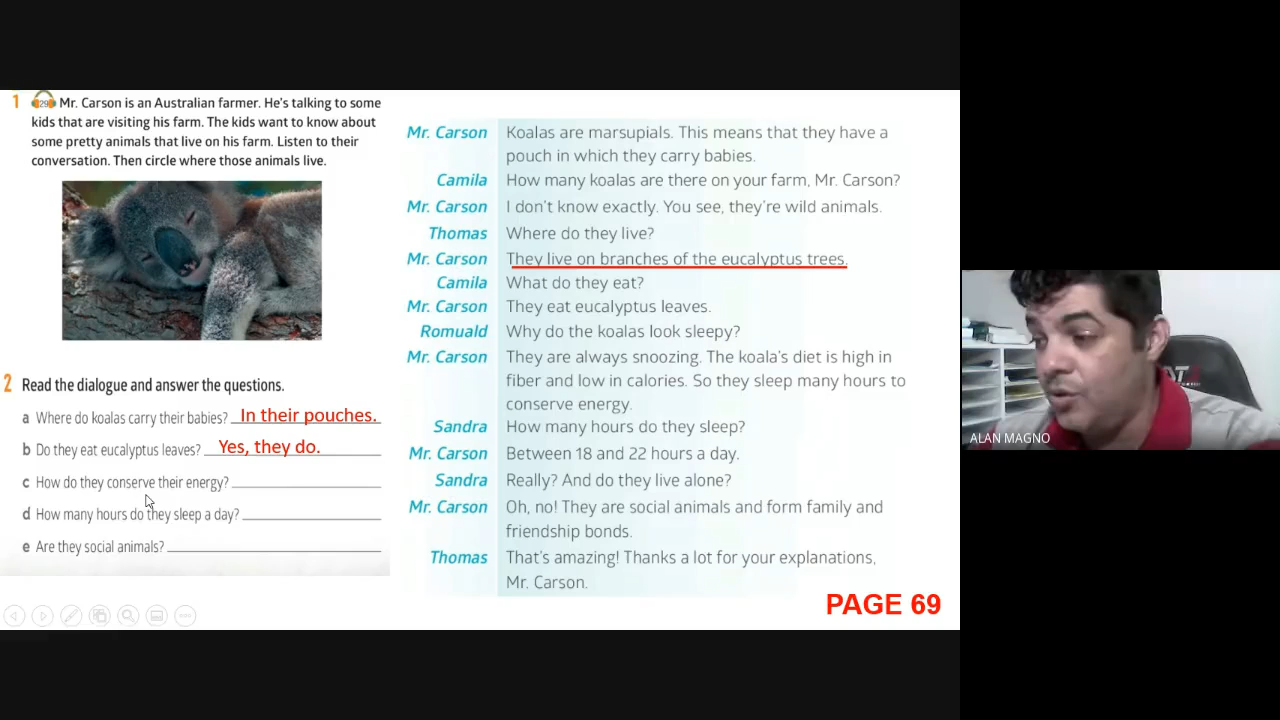 1 29 Mr. Carson is an Australian farmer. He's talking to some
kids that are visiting his farm. The kids want to know about
some pretty animals that live on his farm. Listen to their
conversation. Then circle where those animals live.
2 Read the dialogue and answer the questions.
a Where do koalas carry their babies? In their pouches.
b Do they eat eucalyptus leaves? Yes, they do.
c How do they conserve their energy?
d How many hours do they sleep a day?
e Are they social animals?
Mr. Carson Koalas are marsupials. This means that they have a
pouch in which they carry babies.
Camila How many koalas are there on your farm, Mr. Carson?
Mr. Carson I don't know exactly. You see, they're wild animals.
Thomas Where do they live?
Mr. Carson They live on branches of the eucalyptus trees.
Camila What do they eat?
Mr. Carson They eat eucalyptus leaves.
Romuald Why do the koalas look sleepy?
Mr. Carson They are always snoozing. The koala's diet is high in
fiber and low in calories. So they sleep many hours to
conserve energy.
Sandra How many hours do they sleep?
Mr. Carson Between 18 and 22 hours a day.
Sandra Really? And do they live alone?
Mr. Carson Oh, no! They are social animals and form family and
friendship bonds.
Thomas That's amazing! Thanks a lot for your explanations,
Mr. Carson.
PAGE 69
ALAN MAGNO